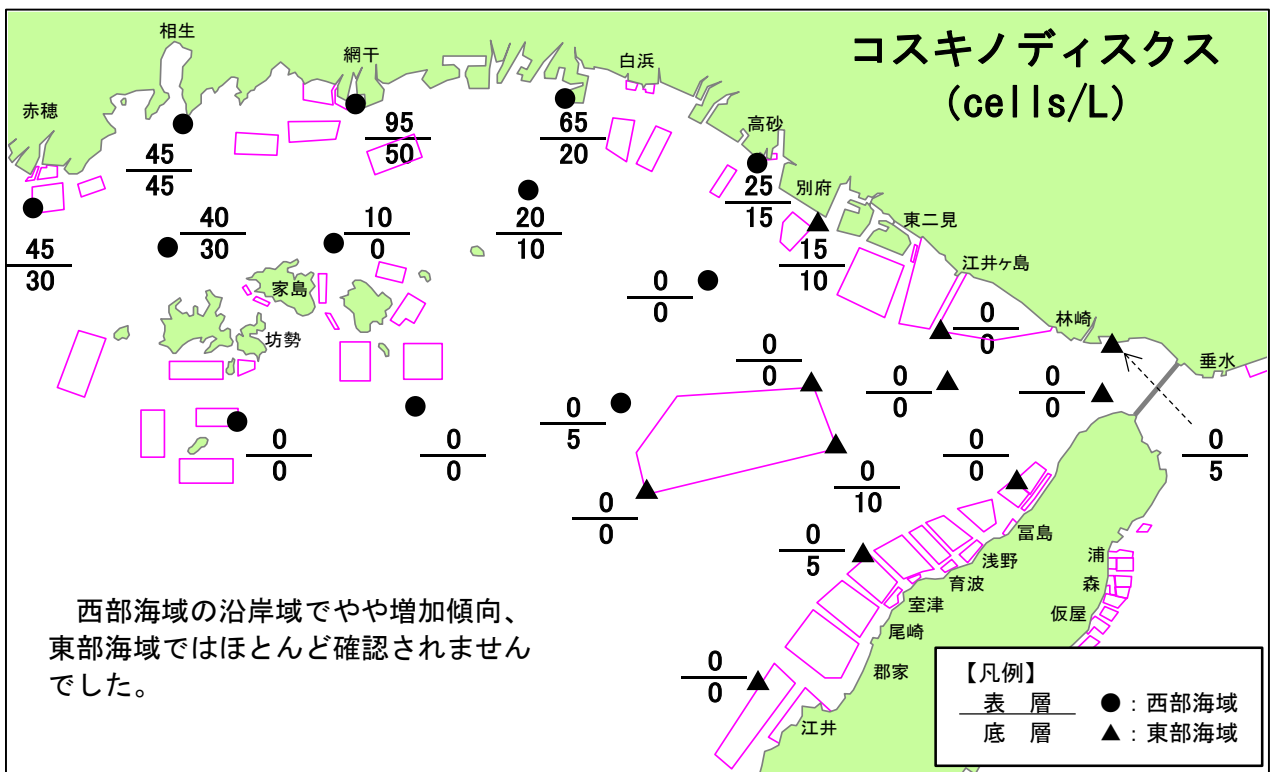 コスキノディスクス
(cells/L)
相生
網干
白浜
赤穂
高砂
別府
東二見
江井ヶ島
林崎
垂水
家島
坊勢
95
50
65
20
45
45
25
15
40
30
10
0
20
10
45
30
15
10
0
0
0
0
0
0
0
0
0
0
0
5
0
5
0
0
0
0
0
0
0
10
0
0
0
5
0
0
冨島
浅野
育波
室津
尾崎
郡家
江井
浦
森
仮屋
西部海域の沿岸域でやや増加傾向、
東部海域ではほとんど確認されません
でした。
【凡例】
表 層 ●:西部海域
底 層 ▲:東部海域